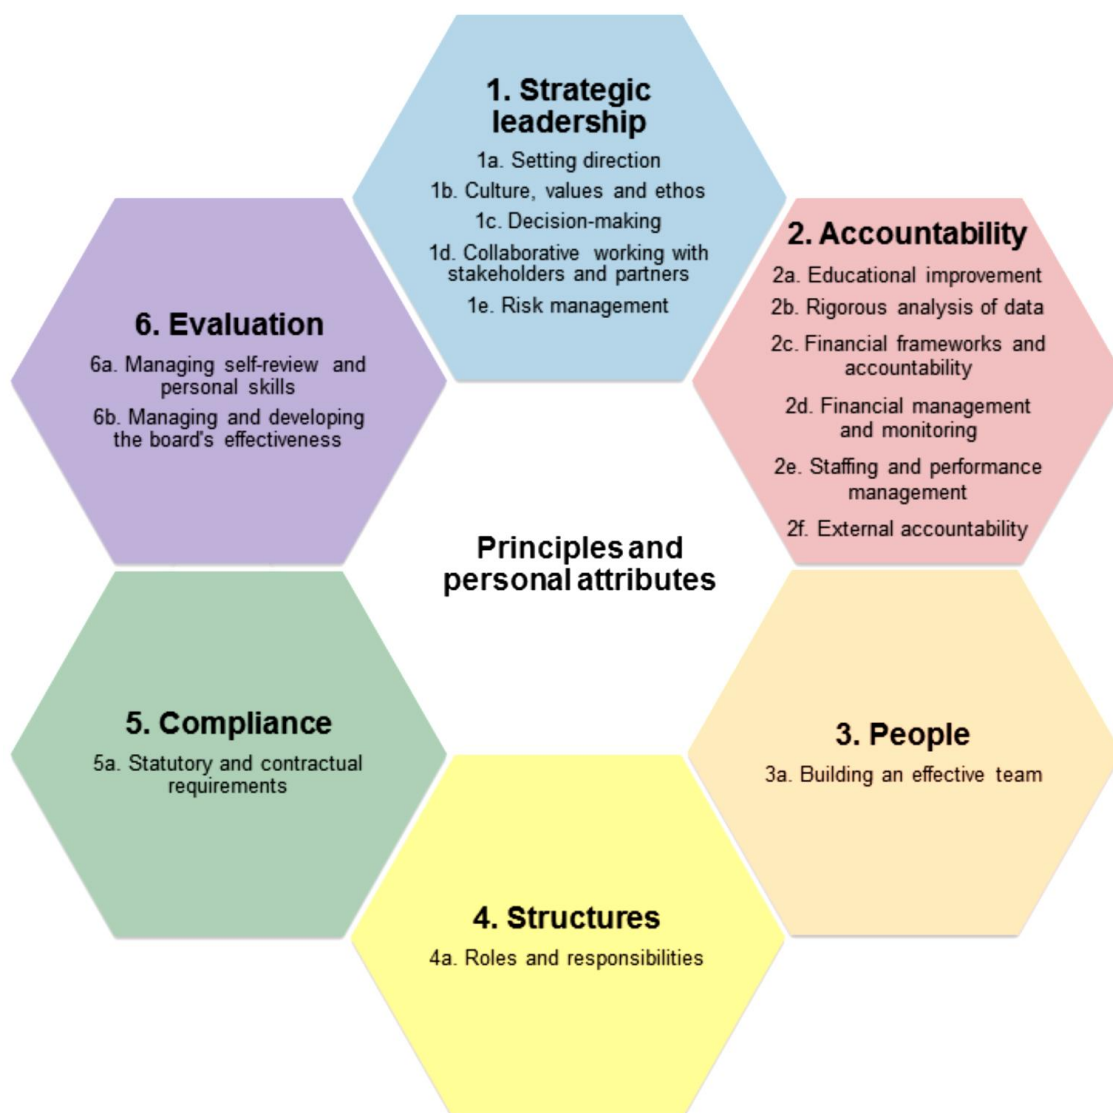 1. Strategic
leadership
1a. Setting direction
1b. Culture, values and ethos
1c. Decision-making
1d. Collaborative working with
stakeholders and partners
1e. Risk management
2. Accountability
2a. Educational improvement
2b. Rigorous analysis of data
2c. Financial frameworks and
accountability
2d. Financial management
and monitoring
2e. Staffing and performance
management
2f. External accountability
3. People
3a. Building an effective team
4. Structures
4a. Roles and responsibilities
5. Compliance
5a. Statutory and contractual
requirements
6. Evaluation
6a. Managing self-review and
personal skills
6b. Managing and developing
the board's effectiveness
Principles and
personal attributes